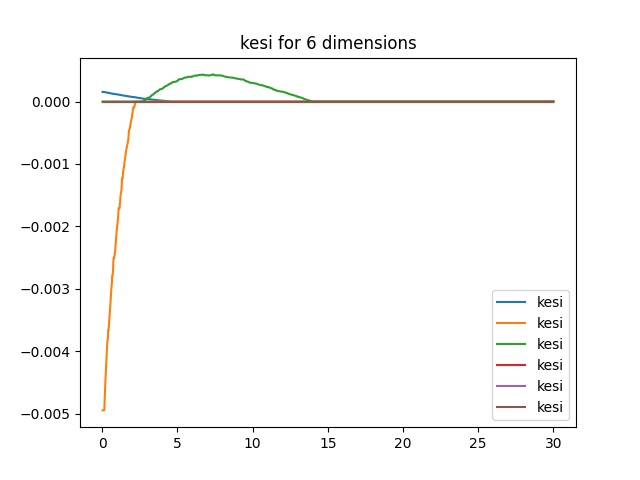 kesi for 6 dimensions
0.000
−0.001
−0.002
−0.003
−0.004
−0.005
0 5 10 15 20 25 30
kesi
kesi
kesi
kesi
kesi
kesi